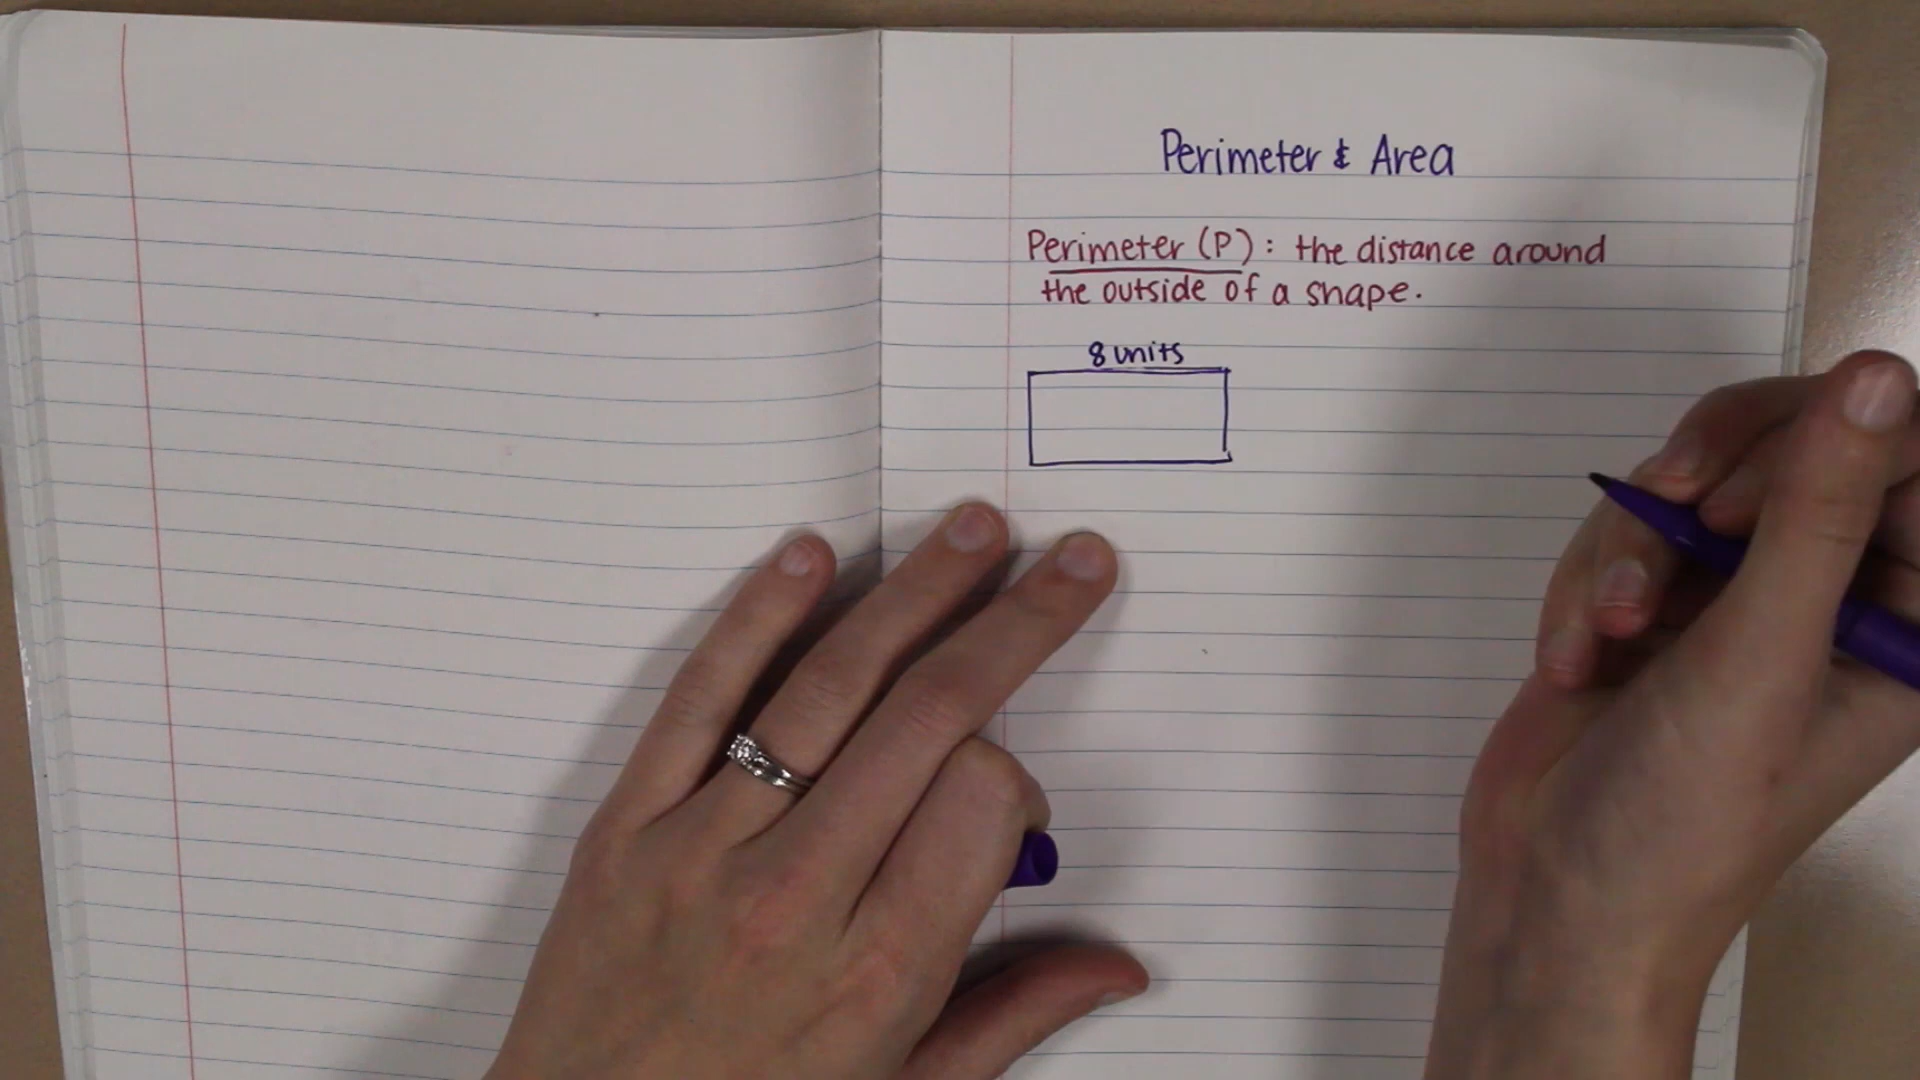 Perimeter & Area
Perimeter (P): the distance around
the outside of a shape.
8 units